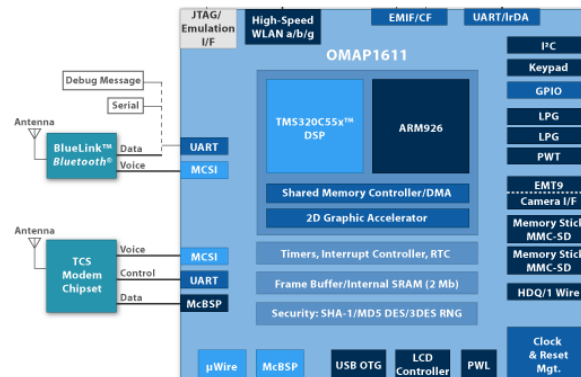 JTAG/
Emulation
I/F
High-Speed
WLAN a/b/g
EMIF/CF
UART/IrDA
OMAP1611
I²C
Keypad
GPIO
LPG
LPG
PWT
EMT9
Camera I/F
Memory Stick
MMC-SD
Memory Stick
MMC-SD
HDQ/1 Wire
Clock
& Reset
Mgt.
Debug Message
Serial
Antenna
BlueLink™
Bluetooth®
Data
Voice
UART
MCSI
TMS320C55x™
DSP
ARM926
Shared Memory Controller/DMA
2D Graphic Accelerator
Antenna
TCS
Modem
Chipset
Voice
Control
Data
MCSI
UART
McBSP
Timers, Interrupt Controller, RTC
Frame Buffer/Internal SRAM (2 Mb)
Security: SHA-1/MD5 DES/3DES RNG
µWire
McBSP
USB OTG
LCD
Controller
PWL